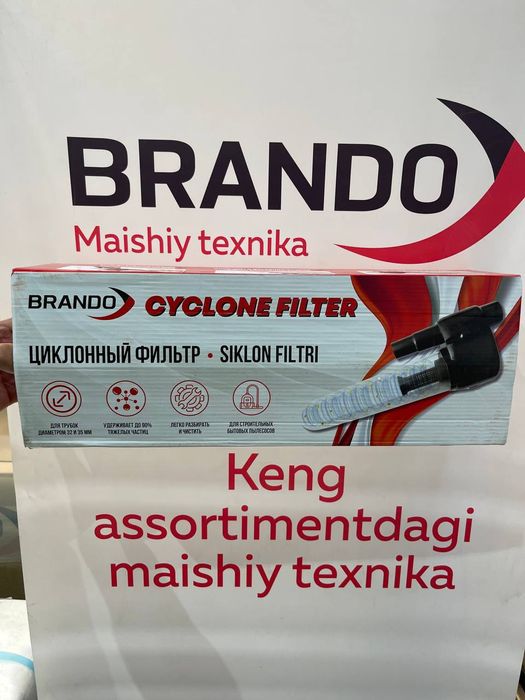 BRANDO
Maishiy texnika
BRANDO CYCLONE FILTER
ЦИКЛОННЫЙ ФИЛЬТР • SIKLON FILTRI
ДЛЯ ТРУБОК
ДИАМЕТРОМ 32 И 35 ММ
УДЕРЖИВАЕТ ДО 90%
ТЯЖЕЛЫХ ЧАСТИЦ
ЛЕГКО РАЗБИРАТЬ
И ЧИСТИТЬ
ДЛЯ СТРОИТЕЛЬНЫХ
БЫТОВЫХ ПЫЛЕСОСОВ
Keng
assortimentdagi
maishiy texnika